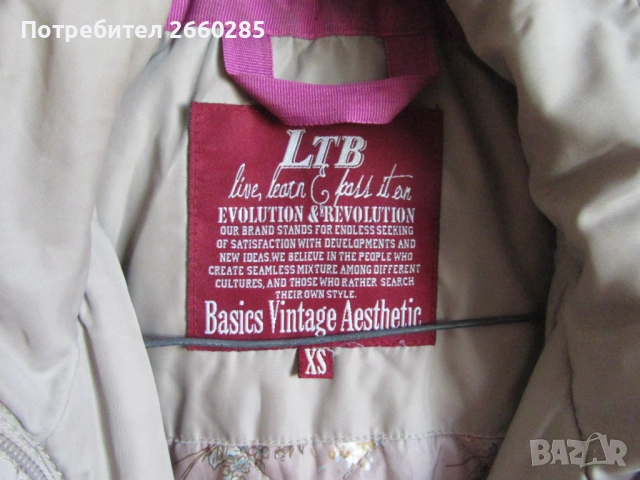 Потребител 2660285
LTB
live, learn & pass it on
EVOLUTION & REVOLUTION
OUR BRAND STANDS FOR ENDLESS SEEKING
OF SATISFACTION WITH DEVELOPMENTS AND
NEW IDEAS. WE BELIEVE IN THE PEOPLE WHO
CREATE SEAMLESS MIXTURE AMONG DIFFERENT
CULTURES, AND THOSE WHO RATHER SEARCH
THEIR OWN STYLE.
Basics Vintage Aesthetic
XS
BAZAR